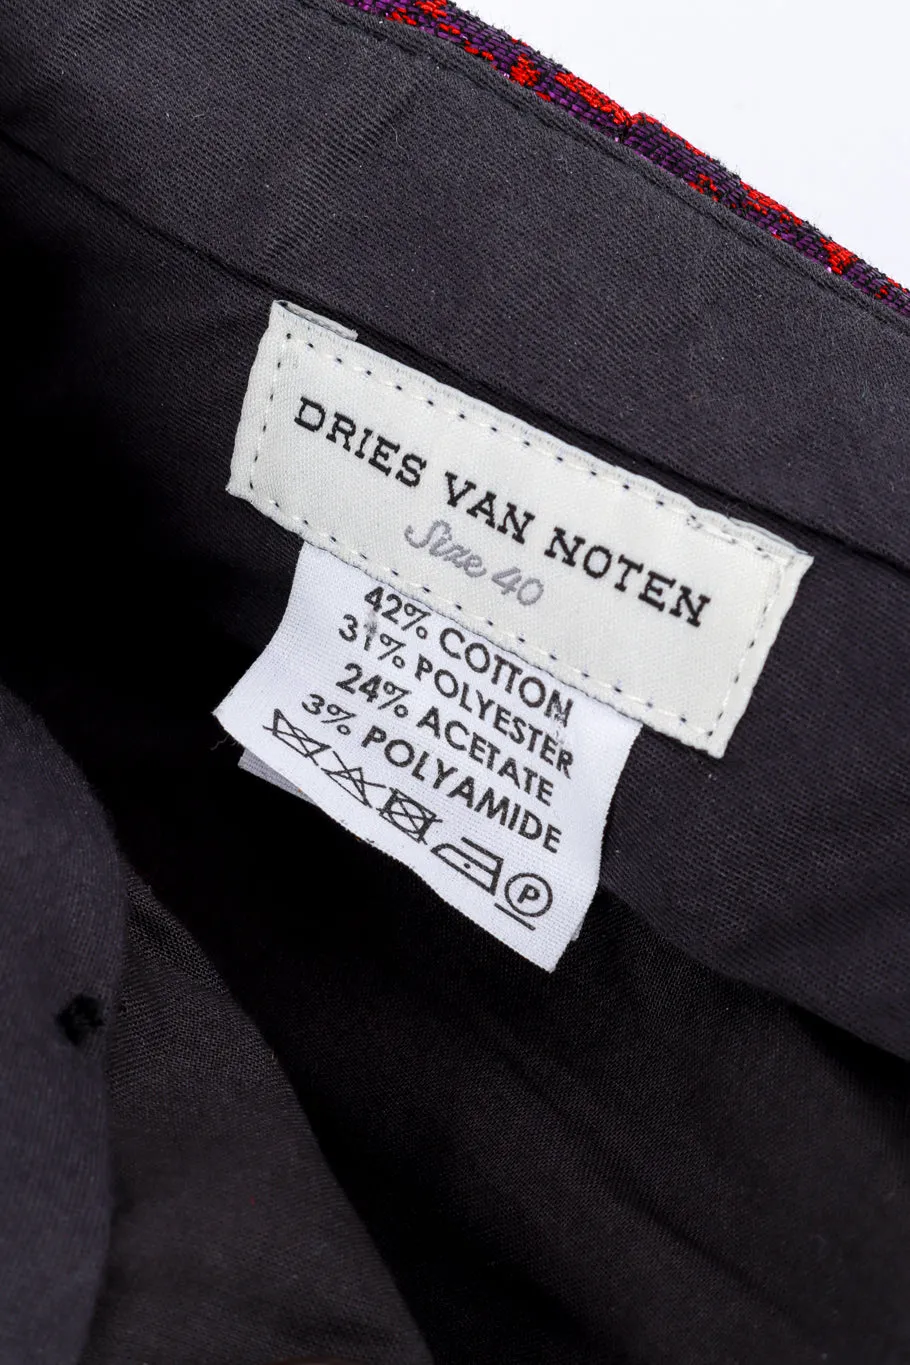 DRIES VAN NOTEN
Size 40
42% COTTON
31% POLYESTER
24% ACETATE
3% POLYAMIDE
P